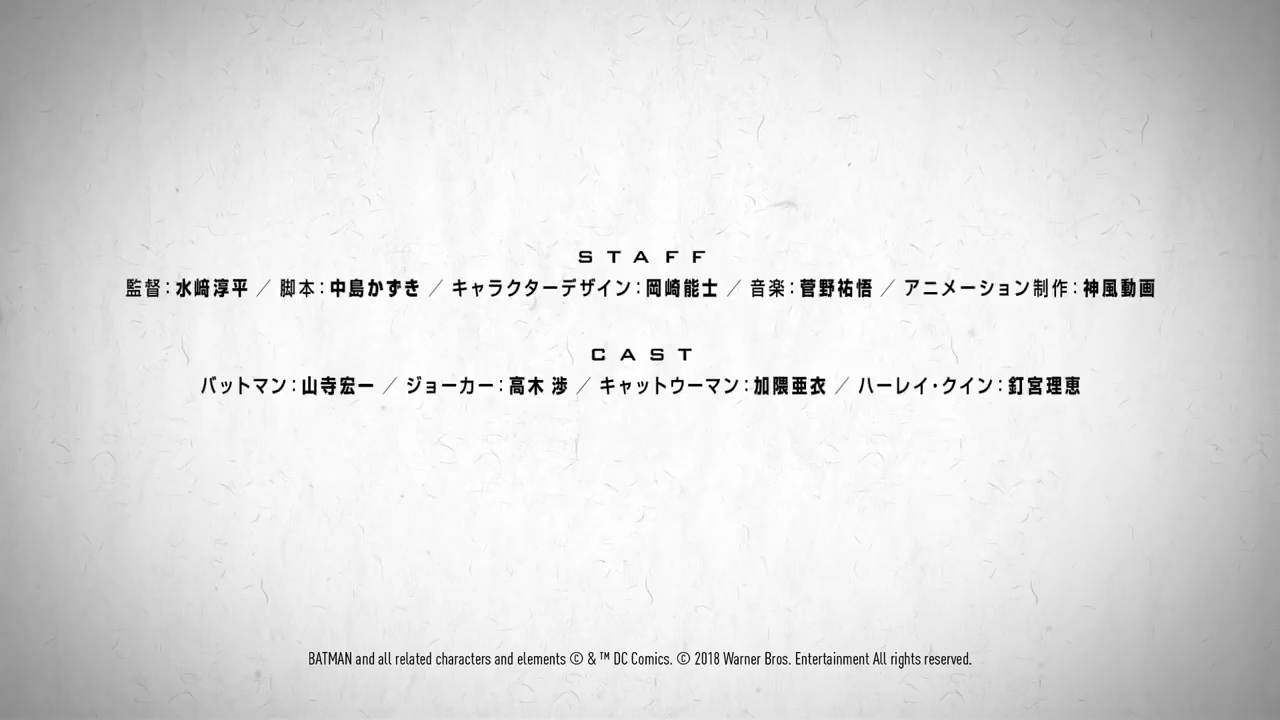 STAFF
監督：水﨑淳平 ／ 脚本：中島かずき ／ キャラクターデザイン：岡崎能士 ／ 音楽：菅野祐悟 ／ アニメーション制作：神風動画
CAST
バットマン：山寺宏一 ／ ジョーカー：高木 渉 ／ キャットウーマン：加隈亜衣 ／ ハーレイ・クイン：釘宮理恵
BATMAN and all related characters and elements © & ™ DC Comics. © 2018 Warner Bros. Entertainment All rights reserved.